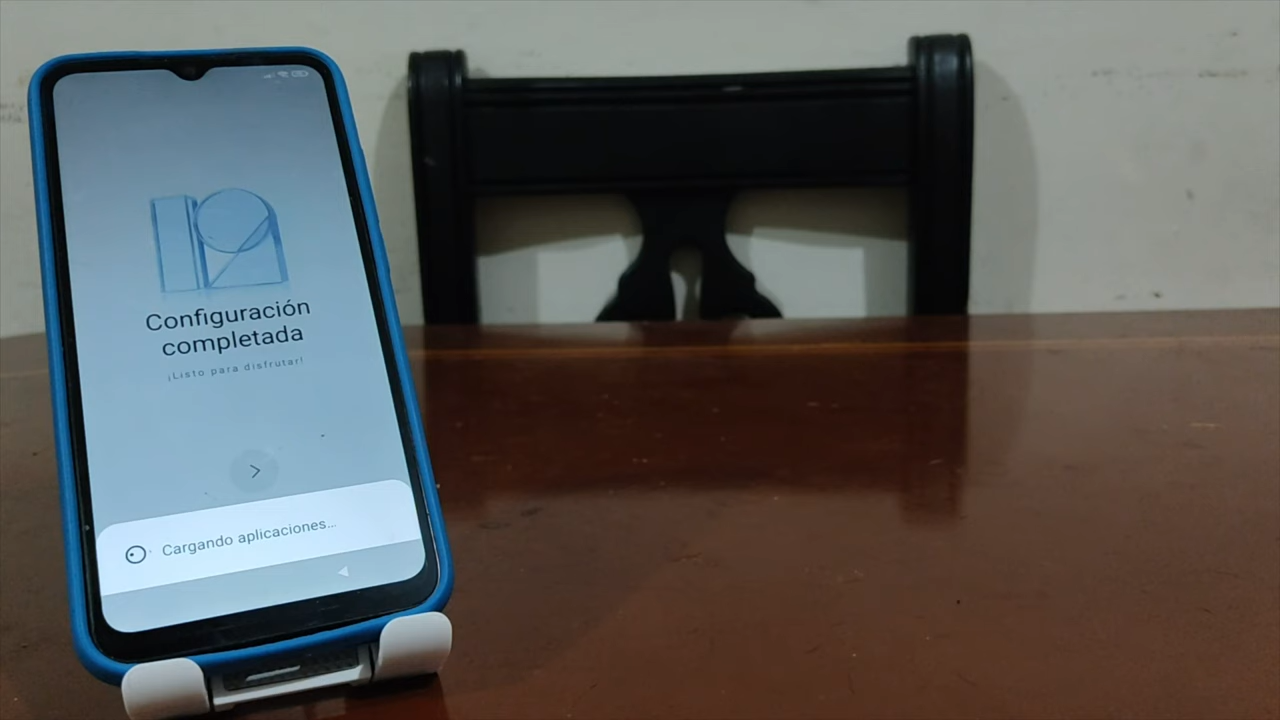 Configuración
completada
¡Listo para disfrutar!
Cargando aplicaciones...